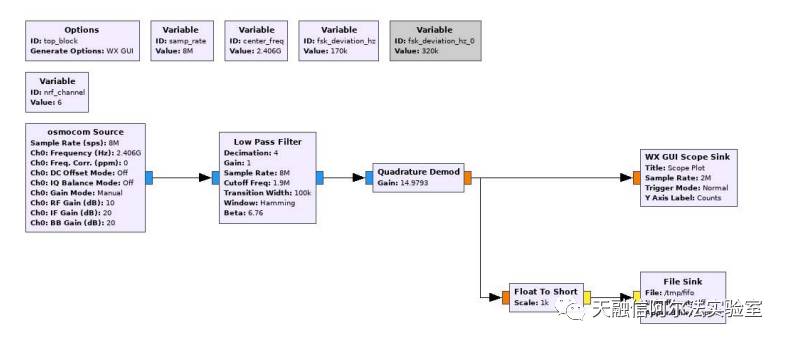 Options
ID: top_block
Generate Options: WX GUI
Variable
ID: samp_rate
Value: 8M
Variable
ID: center_freq
Value: 2.406G
Variable
ID: fsk_deviation_hz
Value: 170k
Variable
ID: fsk_deviation_hz_0
Value: 320k
Variable
ID: nrf_channel
Value: 6
osmocom Source
Sample Rate (sps): 8M
Ch0: Frequency (Hz): 2.406G
Ch0: Freq. Corr. (ppm): 0
Ch0: DC Offset Mode: Off
Ch0: IQ Balance Mode: Off
Ch0: Gain Mode: Manual
Ch0: RF Gain (dB): 10
Ch0: IF Gain (dB): 20
Ch0: BB Gain (dB): 20
Low Pass Filter
Decimation: 4
Gain: 1
Sample Rate: 8M
Cutoff Freq: 1.9M
Transition Width: 100k
Window: Hamming
Beta: 6.76
Quadrature Demod
Gain: 14.9793
WX GUI Scope Sink
Title: Scope Plot
Sample Rate: 2M
Trigger Mode: Normal
Y Axis Label: Counts
Float To Short
Scale: 1k
File Sink
File: /tmp/fifo
天融信阿尔法实验室